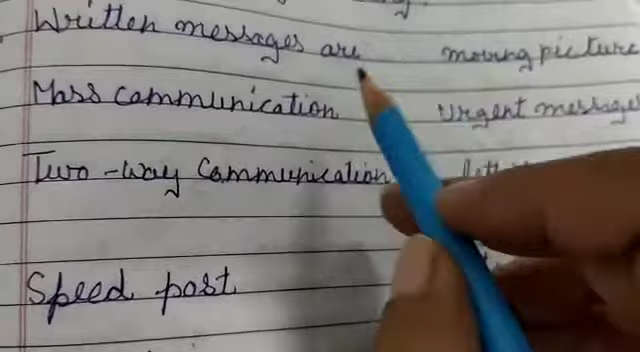 Written messages are moving picture
Mass communication Urgent message
Two-way Communication
Speed post